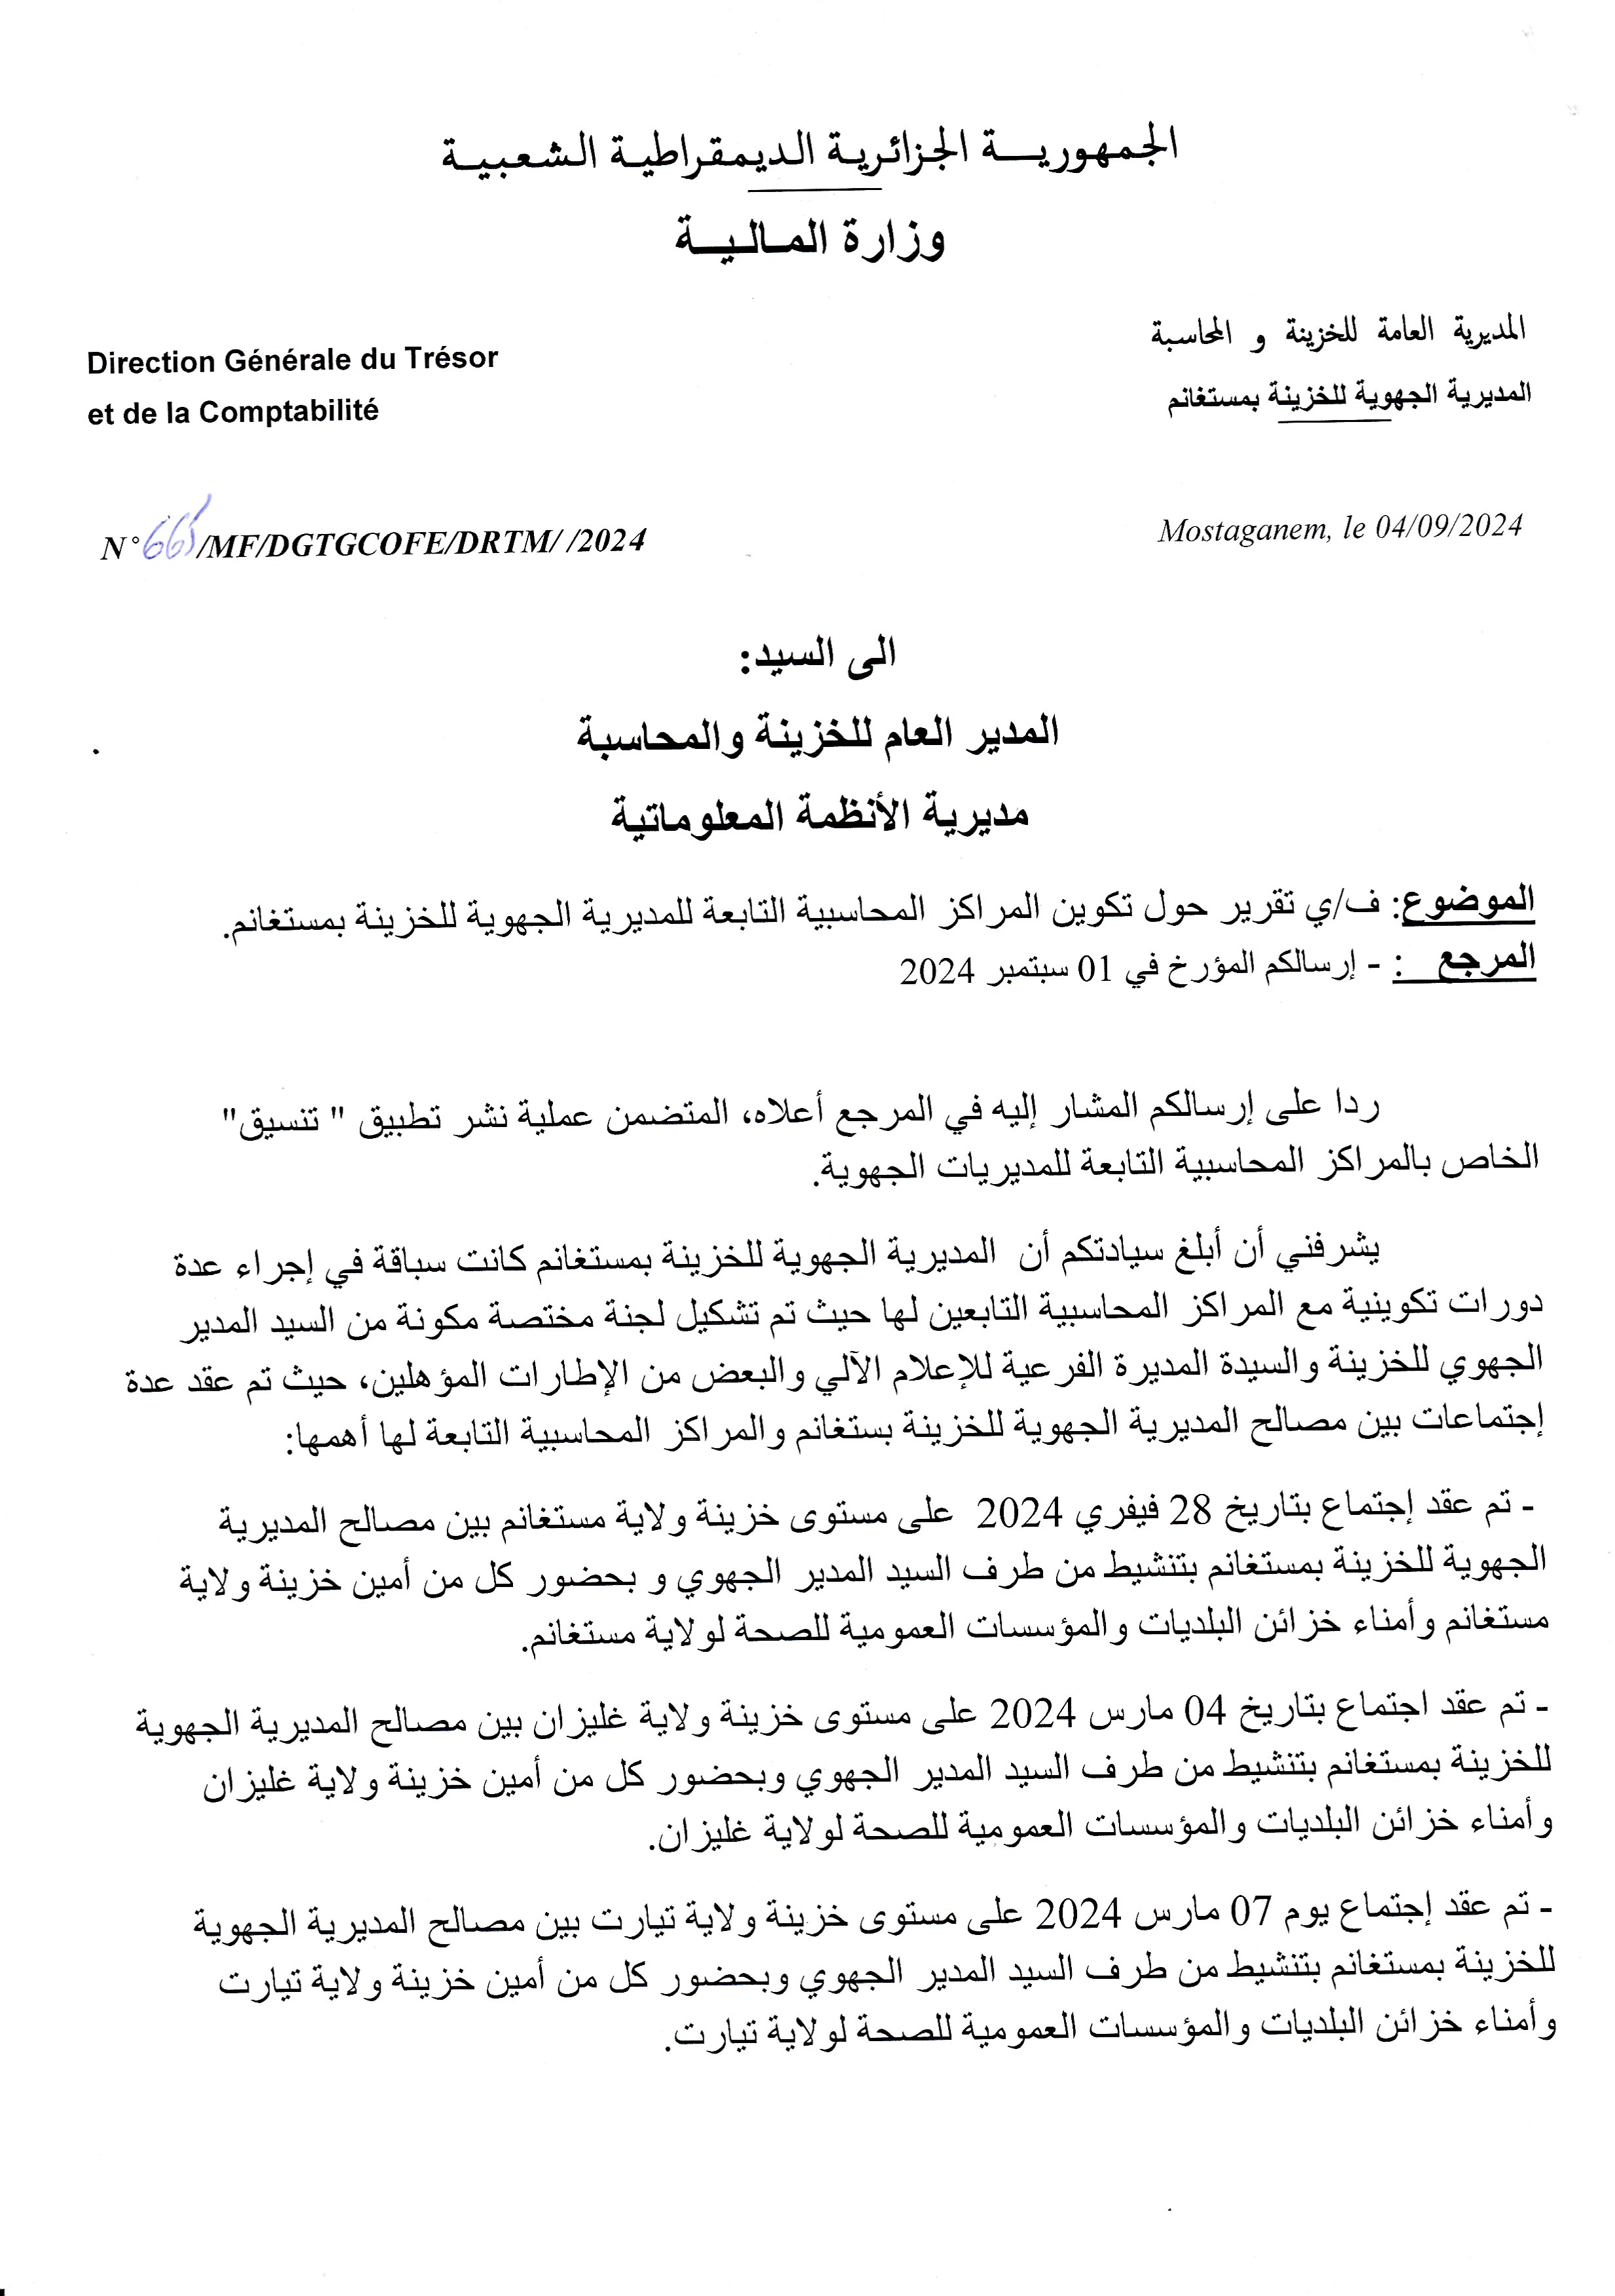 الجمهوريـــة الجزائرية الديمقراطية الشعبية
وزارة المـالـيــة
المديرية العامة للخزينة و المحاسبة
المديرية الجهوية للخزينة بمستغانم
Direction Générale du Trésor
et de la Comptabilité
N°665/MF/DGTGCOFE/DRTM/ /2024
Mostaganem, le 04/09/2024
الى السيد:
المدير العام للخزينة والمحاسبة
مديرية الأنظمة المعلوماتية
الموضوع: ف/ي تقرير حول تكوين المراكز المحاسبية التابعة للمديرية الجهوية للخزينة بمستغانم.
المرجع : - إرسالكم المؤرخ في 01 سبتمبر 2024
ردا على إرسالكم المشار إليه في المرجع أعلاه، المتضمن عملية نشر تطبيق " تنسيق"
الخاص بالمراكز المحاسبية التابعة للمديريات الجهوية.
يشرفني أن أبلغ سيادتكم أن المديرية الجهوية للخزينة بمستغانم كانت سباقة في إجراء عدة
دورات تكوينية مع المراكز المحاسبية التابعين لها حيث تم تشكيل لجنة مختصة مكونة من السيد المدير
الجهوي للخزينة والسيدة المديرة الفرعية للإعلام الآلي والبعض من الإطارات المؤهلين، حيث تم عقد عدة
إجتماعات بين مصالح المديرية الجهوية للخزينة بستغانم والمراكز المحاسبية التابعة لها أهمها:
- تم عقد إجتماع بتاريخ 28 فيفري 2024 على مستوى خزينة ولاية مستغانم بين مصالح المديرية
الجهوية للخزينة بمستغانم بتنشيط من طرف السيد المدير الجهوي و بحضور كل من أمين خزينة ولاية
مستغانم وأمناء خزائن البلديات والمؤسسات العمومية للصحة لولاية مستغانم.
- تم عقد اجتماع بتاريخ 04 مارس 2024 على مستوى خزينة ولاية غليزان بين مصالح المديرية الجهوية
للخزينة بمستغانم بتنشيط من طرف السيد المدير الجهوي وبحضور كل من أمين خزينة ولاية غليزان
وأمناء خزائن البلديات والمؤسسات العمومية للصحة لولاية غليزان.
- تم عقد إجتماع يوم 07 مارس 2024 على مستوى خزينة ولاية تيارت بين مصالح المديرية الجهوية
للخزينة بمستغانم بتنشيط من طرف السيد المدير الجهوي وبحضور كل من أمين خزينة ولاية تيارت
وأمناء خزائن البلديات والمؤسسات العمومية للصحة لولاية تيارت.